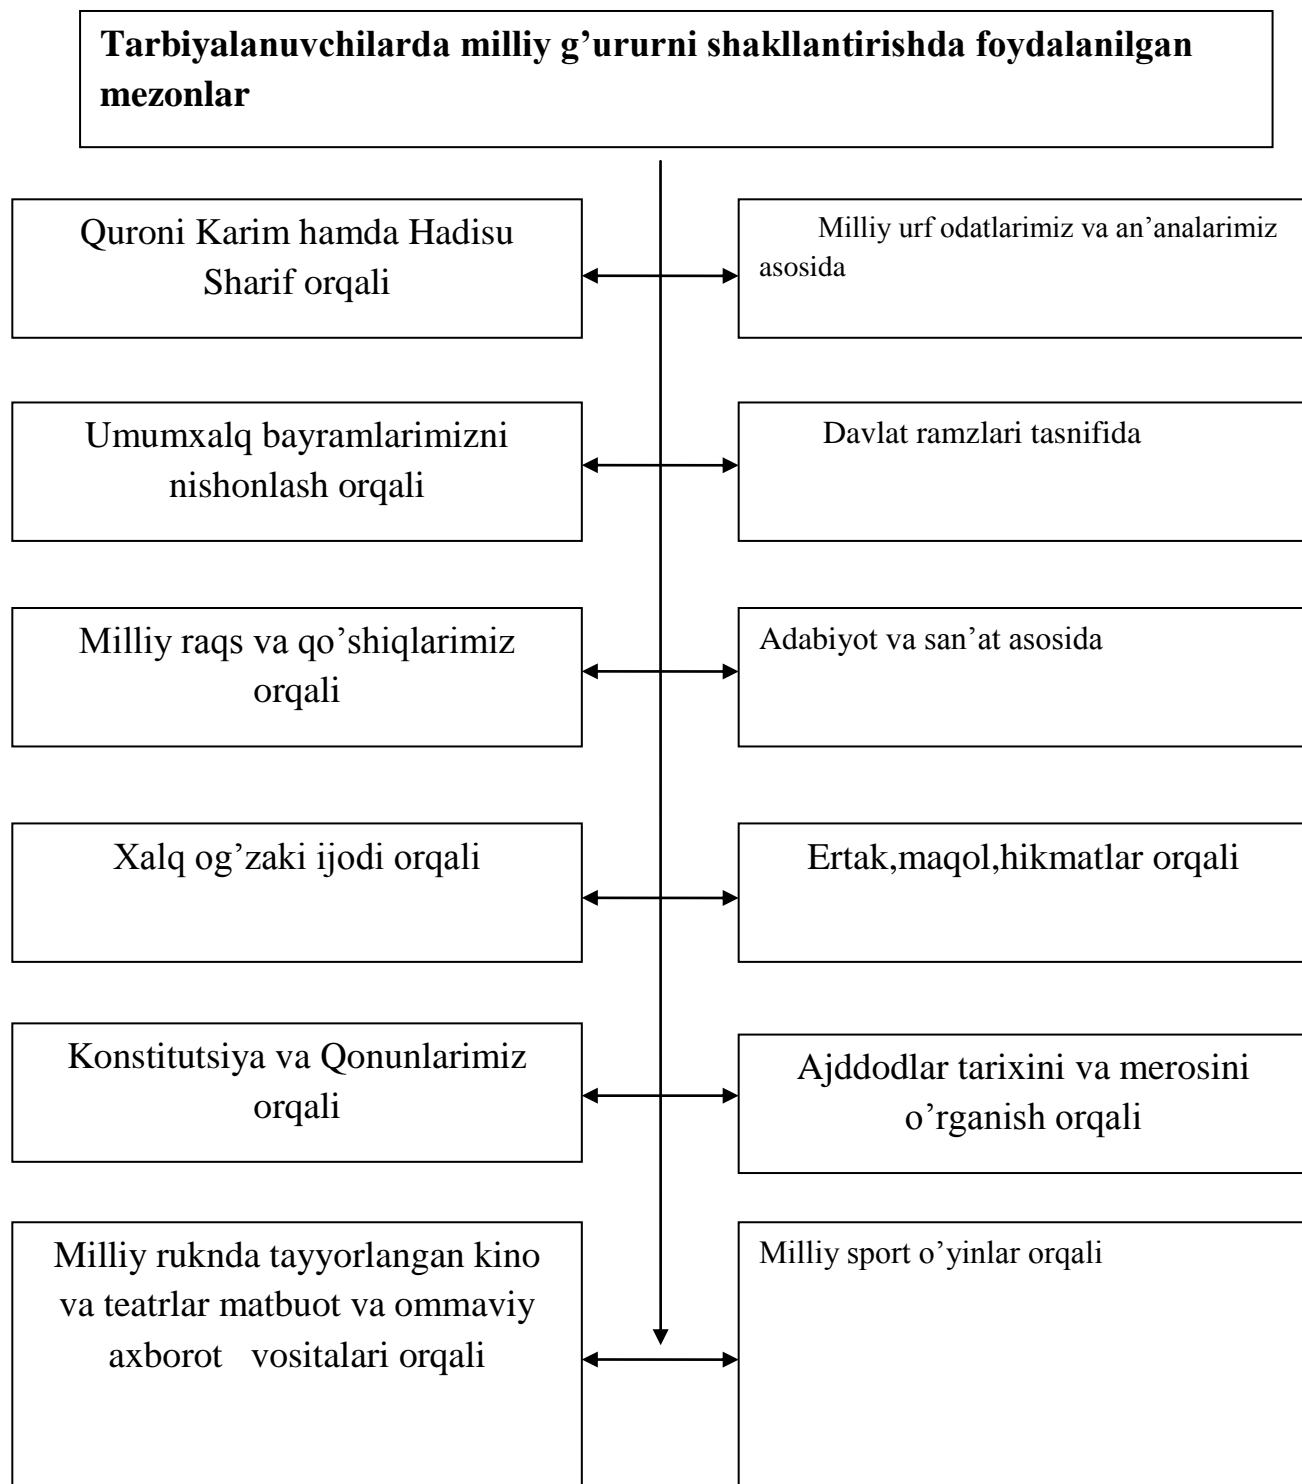 Tarbiyalanuvchilarda milliy g’ururni shakllantirishda foydalanilgan
mezonlar
Quroni Karim hamda Hadisu
Sharif orqali
Milliy urf odatlarimiz va an’analarimiz
asosida
Umumxalq bayramlarimizni
nishonlash orqali
Davlat ramzlari tasnifida
Milliy raqs va qo’shiqlarimiz
orqali
Adabiyot va san’at asosida
Xalq og’zaki ijodi orqali
Ertak,maqol,hikmatlar orqali
Konstitutsiya va Qonunlarimiz
orqali
Ajddodlar tarixini va merosini
o’rganish orqali
Milliy ruknda tayyorlangan kino
va teatrlar matbuot va ommaviy
axborot vositalari orqali
Milliy sport o’yinlar orqali